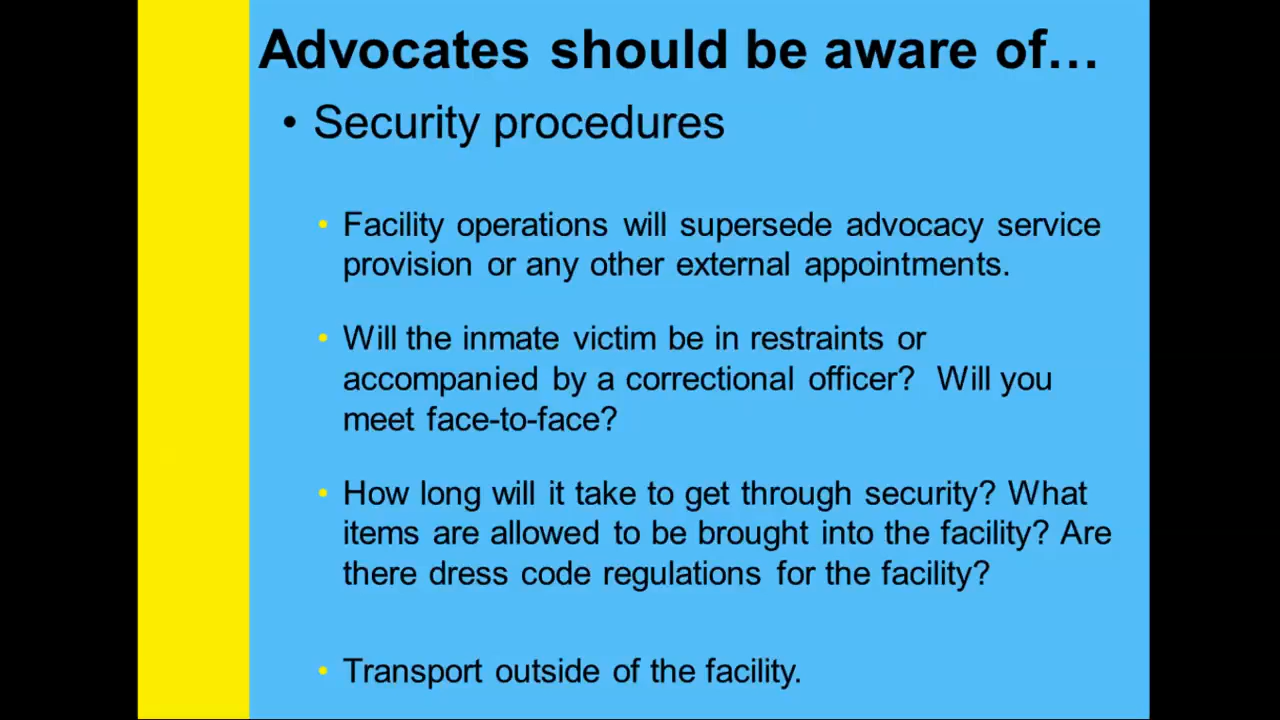 Advocates should be aware of…
• Security procedures
• Facility operations will supersede advocacy service
provision or any other external appointments.
• Will the inmate victim be in restraints or
accompanied by a correctional officer?  Will you
meet face-to-face?
• How long will it take to get through security? What
items are allowed to be brought into the facility? Are
there dress code regulations for the facility?
• Transport outside of the facility.